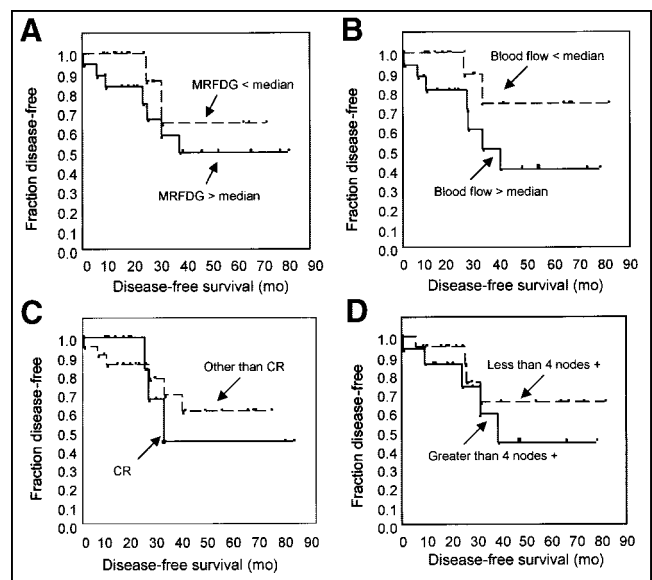 A
Fraction disease-free
1.0
0.9
0.8
0.7
0.6
0.5
0.4
0.3
0.2
0.1
0.0
MRFDG < median
MRFDG > median
0 10 20 30 40 50 60 70 80 90
Disease-free survival (mo)
B
Fraction disease-free
1.0
0.9
0.8
0.7
0.6
0.5
0.4
0.3
0.2
0.1
0.0
Blood flow < median
Blood flow > median
0 10 20 30 40 50 60 70 80 90
Disease-free survival (mo)
C
Fraction disease-free
1.0
0.9
0.8
0.7
0.6
0.5
0.4
0.3
0.2
0.1
0.0
Other than CR
CR
0 10 20 30 40 50 60 70 80 90
Disease-free survival (mo)
D
Fraction disease-free
1.0
0.9
0.8
0.7
0.6
0.5
0.4
0.3
0.2
0.1
0.0
Less than 4 nodes +
Greater than 4 nodes +
0 10 20 30 40 50 60 70 80 90
Disease-free survival (mo)